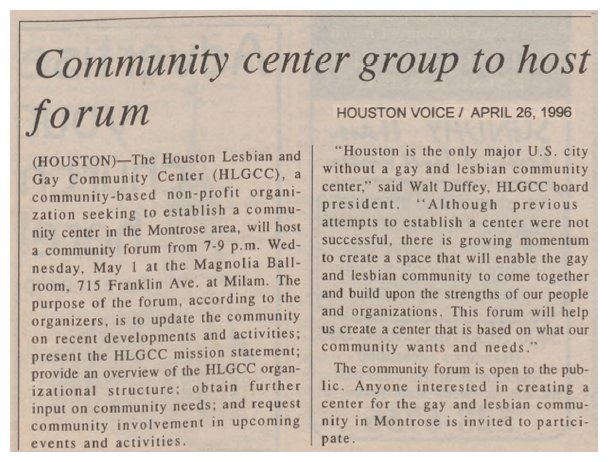 Community center group to host
forum
HOUSTON VOICE / APRIL 26, 1996
(HOUSTON)—The Houston Lesbian and
Gay Community Center (HLGCC), a
community-based non-profit organi-
zation seeking to establish a commu-
nity center in the Montrose area, will host
a community forum from 7-9 p.m. Wed-
nesday, May 1 at the Magnolia Ball-
room, 715 Franklin Ave. at Milam. The
purpose of the forum, according to the
organizers, is to update the community
on recent developments and activities;
present the HLGCC mission statement;
provide an overview of the HLGCC organ-
izational structure; obtain further
input on community needs; and request
community involvement in upcoming
events and activities.
"Houston is the only major U.S. city
without a gay and lesbian community
center," said Walt Duffey, HLGCC board
president. "Although previous
attempts to establish a center were not
successful, there is growing momentum
to create a space that will enable the gay
and lesbian community to come together
and build upon the strengths of our people
and organizations. This forum will help
us create a center that is based on what our
community wants and needs."
The community forum is open to the pub-
lic. Anyone interested in creating a
center for the gay and lesbian commu-
nity in Montrose is invited to partici-
pate.